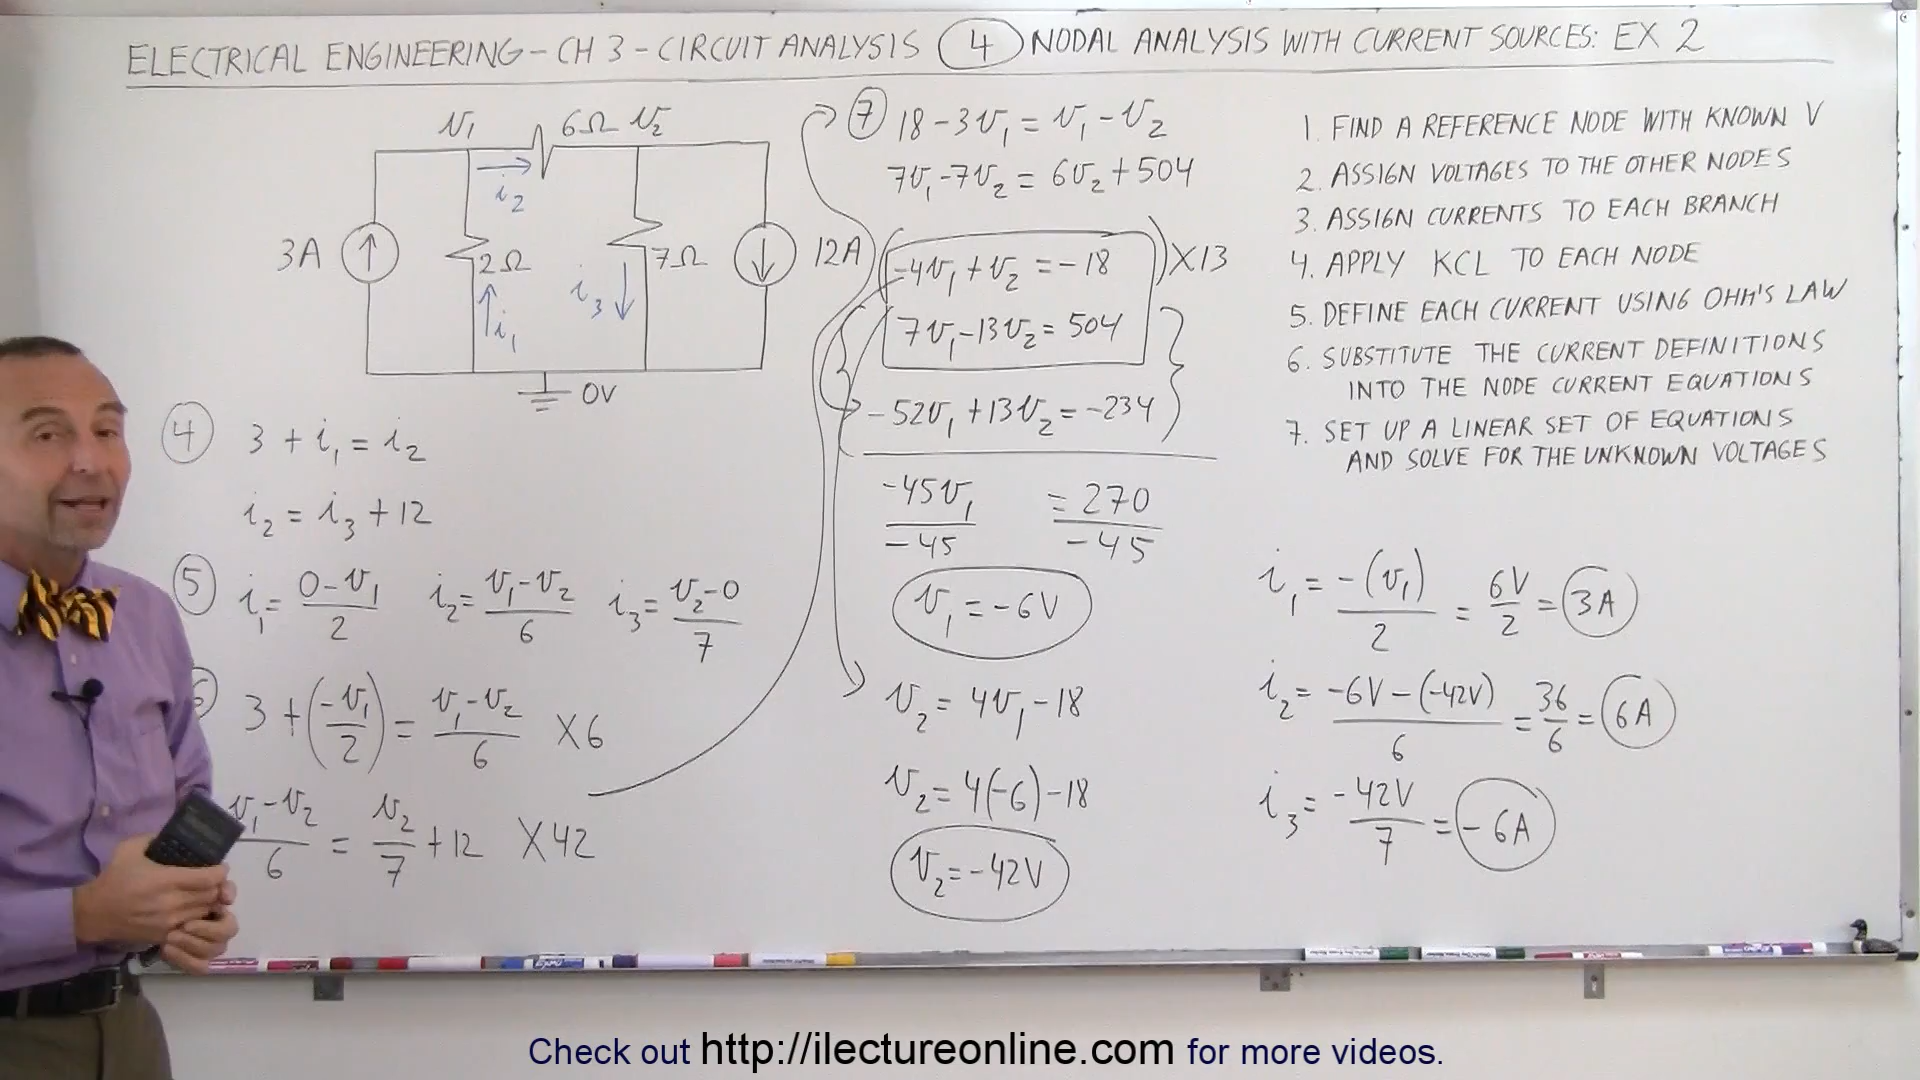 ELECTRICAL ENGINEERING - CH 3 - CIRCUIT ANALYSIS 4 NODAL ANALYSIS WITH CURRENT SOURCES: EX 2
v₁ 6Ω v₂
i₂
3A 2Ω 7Ω 12A
i₃
i₁
0V
4 3 + i₁ = i₂
i₂ = i₃ + 12
5 i₁ = (0 - v₁)/2 i₂ = (v₁ - v₂)/6 i₃ = (v₂ - 0)/7
6 3 + (-v₁/2) = (v₁ - v₂)/6 X6
(v₁ - v₂)/6 = v₂/7 + 12 X42
7 18 - 3v₁ = v₁ - v₂
7v₁ - 7v₂ = 6v₂ + 504
(-4v₁ + v₂ = -18) X13
7v₁ - 13v₂ = 504
-52v₁ + 13v₂ = -234
-45v₁/-45 = 270/-45
v₁ = -6V
v₂ = 4v₁ - 18
v₂ = 4(-6) - 18
v₂ = -42V
1. FIND A REFERENCE NODE WITH KNOWN V
2. ASSIGN VOLTAGES TO THE OTHER NODES
3. ASSIGN CURRENTS TO EACH BRANCH
4. APPLY KCL TO EACH NODE
5. DEFINE EACH CURRENT USING OHH'S LAW
6. SUBSTITUTE THE CURRENT DEFINITIONS
INTO THE NODE CURRENT EQUATIONS
7. SET UP A LINEAR SET OF EQUATIONS
AND SOLVE FOR THE UNKNOWN VOLTAGES
i₁ = -(v₁)/2 = 6V/2 = 3A
i₂ = (-6V - (-42V))/6 = 36/6 = 6A
i₃ = -42V/7 = -6A
Check out http://ilectureonline.com for more videos.